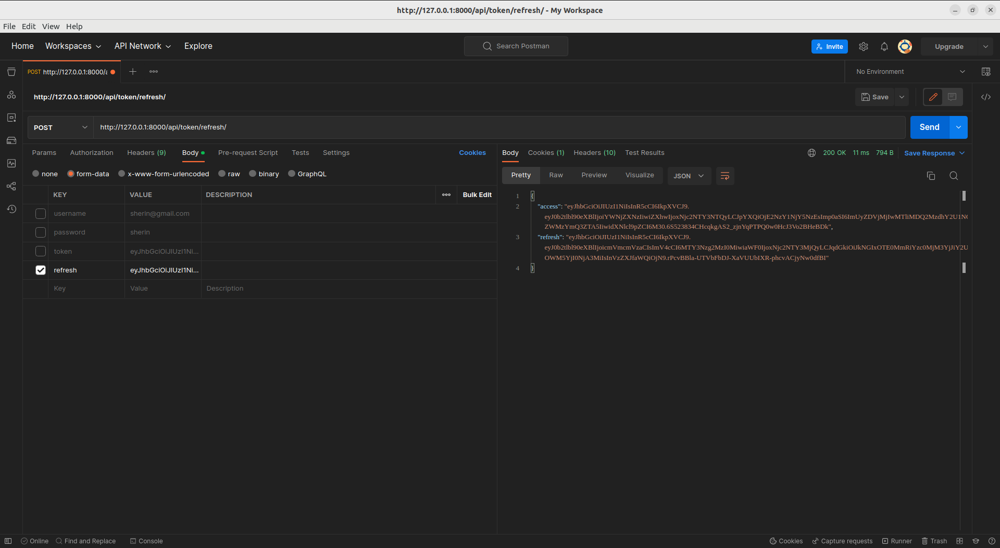 http://127.0.0.1:8000/api/token/refresh/ - My Workspace
File Edit View Help
Home Workspaces API Network Explore
Search Postman
Invite
Upgrade
POST http://127.0.0.1:8000/a
No Environment
http://127.0.0.1:8000/api/token/refresh/
Save
POST http://127.0.0.1:8000/api/token/refresh/
Send
Params Authorization Headers (9) Body Pre-request Script Tests Settings Cookies
none form-data x-www-form-urlencoded raw binary GraphQL
KEY VALUE DESCRIPTION Bulk Edit
username sherin@gmail.com
password sherin
token eyJhbGciOiJIUzI1Ni...
refresh eyJhbGciOiJIUzI1Ni...
Key Value Description
Body Cookies (1) Headers (10) Test Results
200 OK 11 ms 794 B Save Response
Pretty Raw Preview Visualize JSON
1 {
2 "access": "eyJhbGciOiJIUzI1NiIsInR5cCI6IkpXVCJ9.
eyJ0b2tlbl90eXBlIjoiYWNjZXNzIiwiZXhwIjoxNjc2NTY3NTQyLCJpYXQiOjE2NzY1NjY5NzEsImp0aSI6ImUyZDVjMjIwMTliMDQ2MzdhY2U1NC
ZWMzYmQ3ZTA5IiwidXNlcl9pZCI6M30.6S523834CHcqkgAS2_zjnYqPTPQ0w0HcJ3Vo2BHeBDk",
3 "refresh": "eyJhbGciOiJIUzI1NiIsInR5cCI6IkpXVCJ9.
eyJ0b2tlbl90eXBlIjoicmVmcmVzaCIsImV4cCI6MTY3Nzg2MzI0MiwiaWF0IjoxNjc2NTY3MjQyLCJqdGkiOiJkNGIxOTE0MmRiYzc0MjM3YjJiY2U
OWM5YjI0NjA3MiIsInVzZXJfaWQiOjN9.rPcvBBla-UTVbFbDJ-XaVUUbIXR-phcvACjyNw0dfBI"
4 }
Online Find and Replace Console
Cookies Capture requests Runner Trash